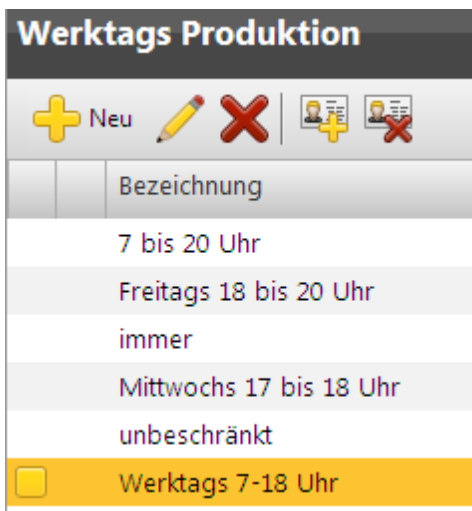 Werktags Produktion
Neu
Bezeichnung
7 bis 20 Uhr
Freitags 18 bis 20 Uhr
immer
Mittwochs 17 bis 18 Uhr
unbeschränkt
Werktags 7-18 Uhr